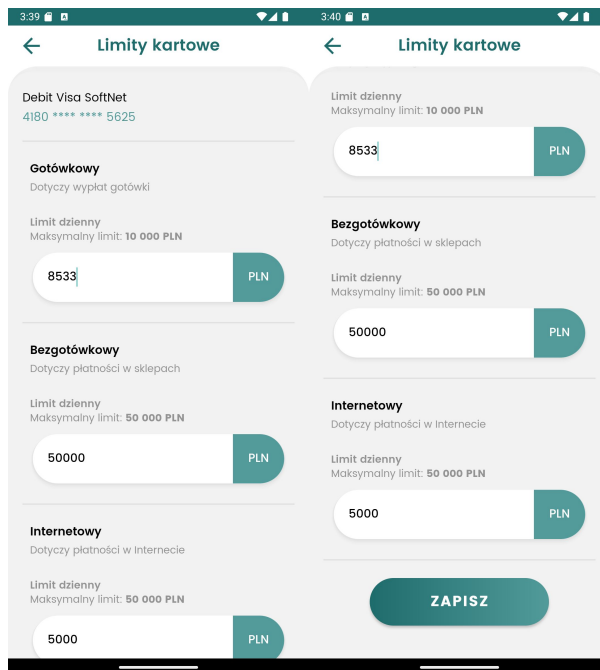 3:39
Limity kartowe
Debit Visa SoftNet
4180 **** **** 5625
Gotówkowy
Dotyczy wypłat gotówki
Limit dzienny
Maksymalny limit: 10 000 PLN
8533 PLN
Bezgotówkowy
Dotyczy płatności w sklepach
Limit dzienny
Maksymalny limit: 50 000 PLN
50000 PLN
Internetowy
Dotyczy płatności w Internecie
Limit dzienny
Maksymalny limit: 50 000 PLN
5000 PLN
3:40
Limity kartowe
Limit dzienny
Maksymalny limit: 10 000 PLN
8533 PLN
Bezgotówkowy
Dotyczy płatności w sklepach
Limit dzienny
Maksymalny limit: 50 000 PLN
50000 PLN
Internetowy
Dotyczy płatności w Internecie
Limit dzienny
Maksymalny limit: 50 000 PLN
5000 PLN
ZAPISZ